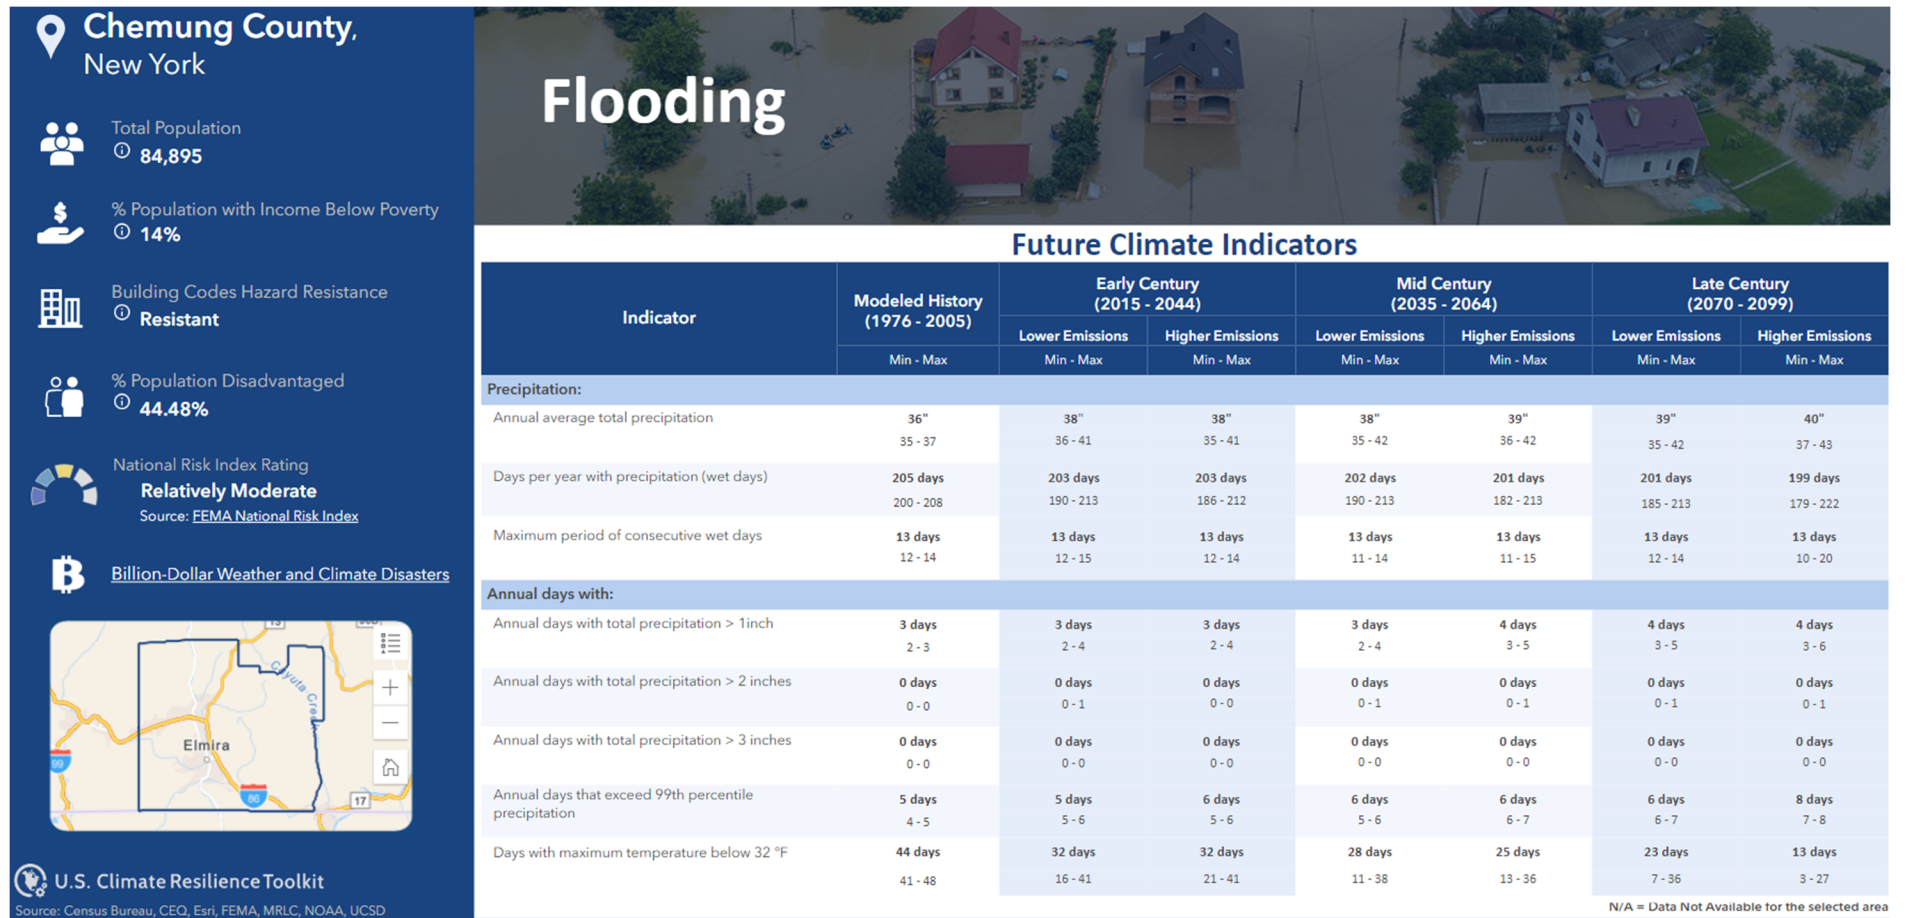 Chemung County,
New York
Total Population
84,895
% Population with Income Below Poverty
14%
Building Codes Hazard Resistance
Resistant
% Population Disadvantaged
44.48%
National Risk Index Rating
Relatively Moderate
Source: FEMA National Risk Index
Billion-Dollar Weather and Climate Disasters
13
Cayuta Creek
Elmira
99
86
17
U.S. Climate Resilience Toolkit
Source: Census Bureau, CEQ, Esri, FEMA, MRLC, NOAA, UCSD
Flooding
Future Climate Indicators
Indicator
Modeled History
(1976 - 2005)
Early Century
(2015 - 2044)
Mid Century
(2035 - 2064)
Late Century
(2070 - 2099)
Lower Emissions Higher Emissions Lower Emissions Higher Emissions Lower Emissions Higher Emissions
Min - Max Min - Max Min - Max Min - Max Min - Max Min - Max Min - Max
Precipitation:
Annual average total precipitation 36" 38" 38" 38" 39" 39" 40"
35 - 37 36 - 41 35 - 41 35 - 42 36 - 42 35 - 42 37 - 43
Days per year with precipitation (wet days) 205 days 203 days 203 days 202 days 201 days 201 days 199 days
200 - 208 190 - 213 186 - 212 190 - 213 182 - 213 185 - 213 179 - 222
Maximum period of consecutive wet days 13 days 13 days 13 days 13 days 13 days 13 days 13 days
12 - 14 12 - 15 12 - 14 11 - 14 11 - 15 12 - 14 10 - 20
Annual days with:
Annual days with total precipitation > 1inch 3 days 3 days 3 days 3 days 4 days 4 days 4 days
2 - 3 2 - 4 2 - 4 2 - 4 3 - 5 3 - 5 3 - 6
Annual days with total precipitation > 2 inches 0 days 0 days 0 days 0 days 0 days 0 days 0 days
0 - 0 0 - 1 0 - 0 0 - 1 0 - 1 0 - 1 0 - 1
Annual days with total precipitation > 3 inches 0 days 0 days 0 days 0 days 0 days 0 days 0 days
0 - 0 0 - 0 0 - 0 0 - 0 0 - 0 0 - 0 0 - 0
Annual days that exceed 99th percentile
precipitation 5 days 5 days 6 days 6 days 6 days 6 days 8 days
4 - 5 5 - 6 5 - 6 5 - 6 6 - 7 6 - 7 7 - 8
Days with maximum temperature below 32 °F 44 days 32 days 32 days 28 days 25 days 23 days 13 days
41 - 48 16 - 41 21 - 41 11 - 38 13 - 36 7 - 36 3 - 27
N/A = Data Not Available for the selected area